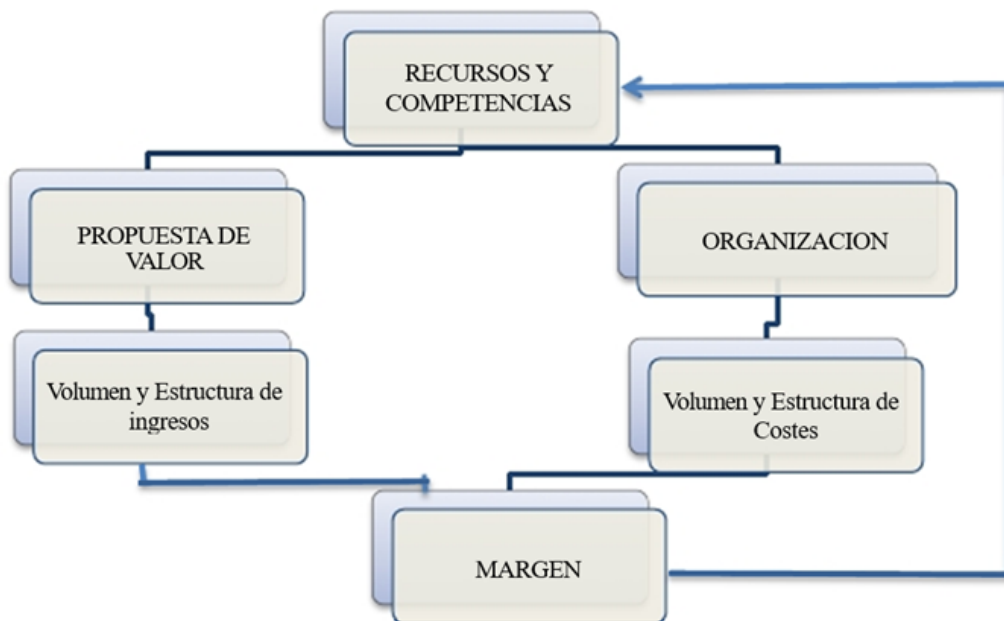 RECURSOS Y
COMPETENCIAS
PROPUESTA DE
VALOR
ORGANIZACION
Volumen y Estructura de
ingresos
Volumen y Estructura de
Costes
MARGEN